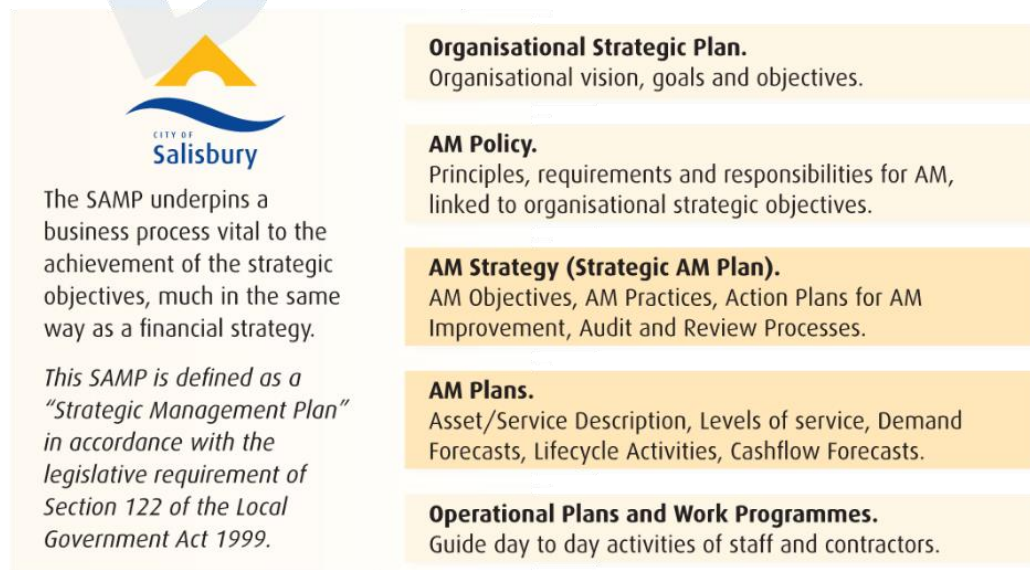 CITY OF
Salisbury
The SAMP underpins a
business process vital to the
achievement of the strategic
objectives, much in the same
way as a financial strategy.
This SAMP is defined as a
“Strategic Management Plan”
in accordance with the
legislative requirement of
Section 122 of the Local
Government Act 1999.
Organisational Strategic Plan.
Organisational vision, goals and objectives.
AM Policy.
Principles, requirements and responsibilities for AM,
linked to organisational strategic objectives.
AM Strategy (Strategic AM Plan).
AM Objectives, AM Practices, Action Plans for AM
Improvement, Audit and Review Processes.
AM Plans.
Asset/Service Description, Levels of service, Demand
Forecasts, Lifecycle Activities, Cashflow Forecasts.
Operational Plans and Work Programmes.
Guide day to day activities of staff and contractors.